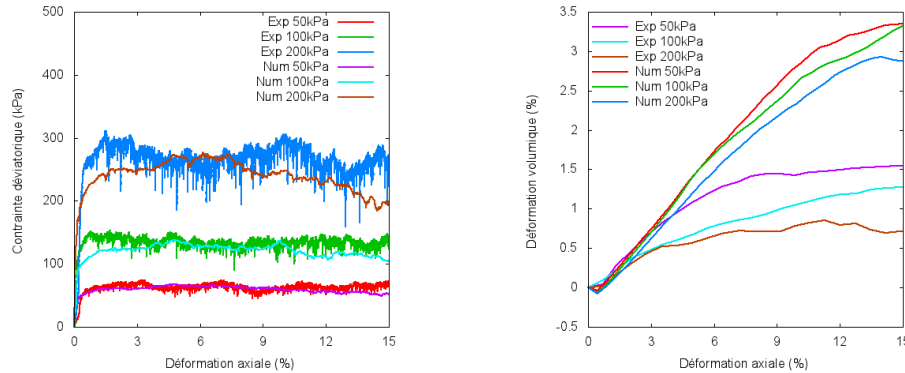 500
400
300
200
100
0
0 3 6 9 12 15
Contrainte déviatorique (kPa)
Déformation axiale (%)
Exp 50kPa
Exp 100kPa
Exp 200kPa
Num 50kPa
Num 100kPa
Num 200kPa
3.5
3
2.5
2
1.5
1
0.5
0
-0.5
0 3 6 9 12 15
Déformation volumique (%)
Déformation axiale (%)
Exp 50kPa
Exp 100kPa
Exp 200kPa
Num 50kPa
Num 100kPa
Num 200kPa